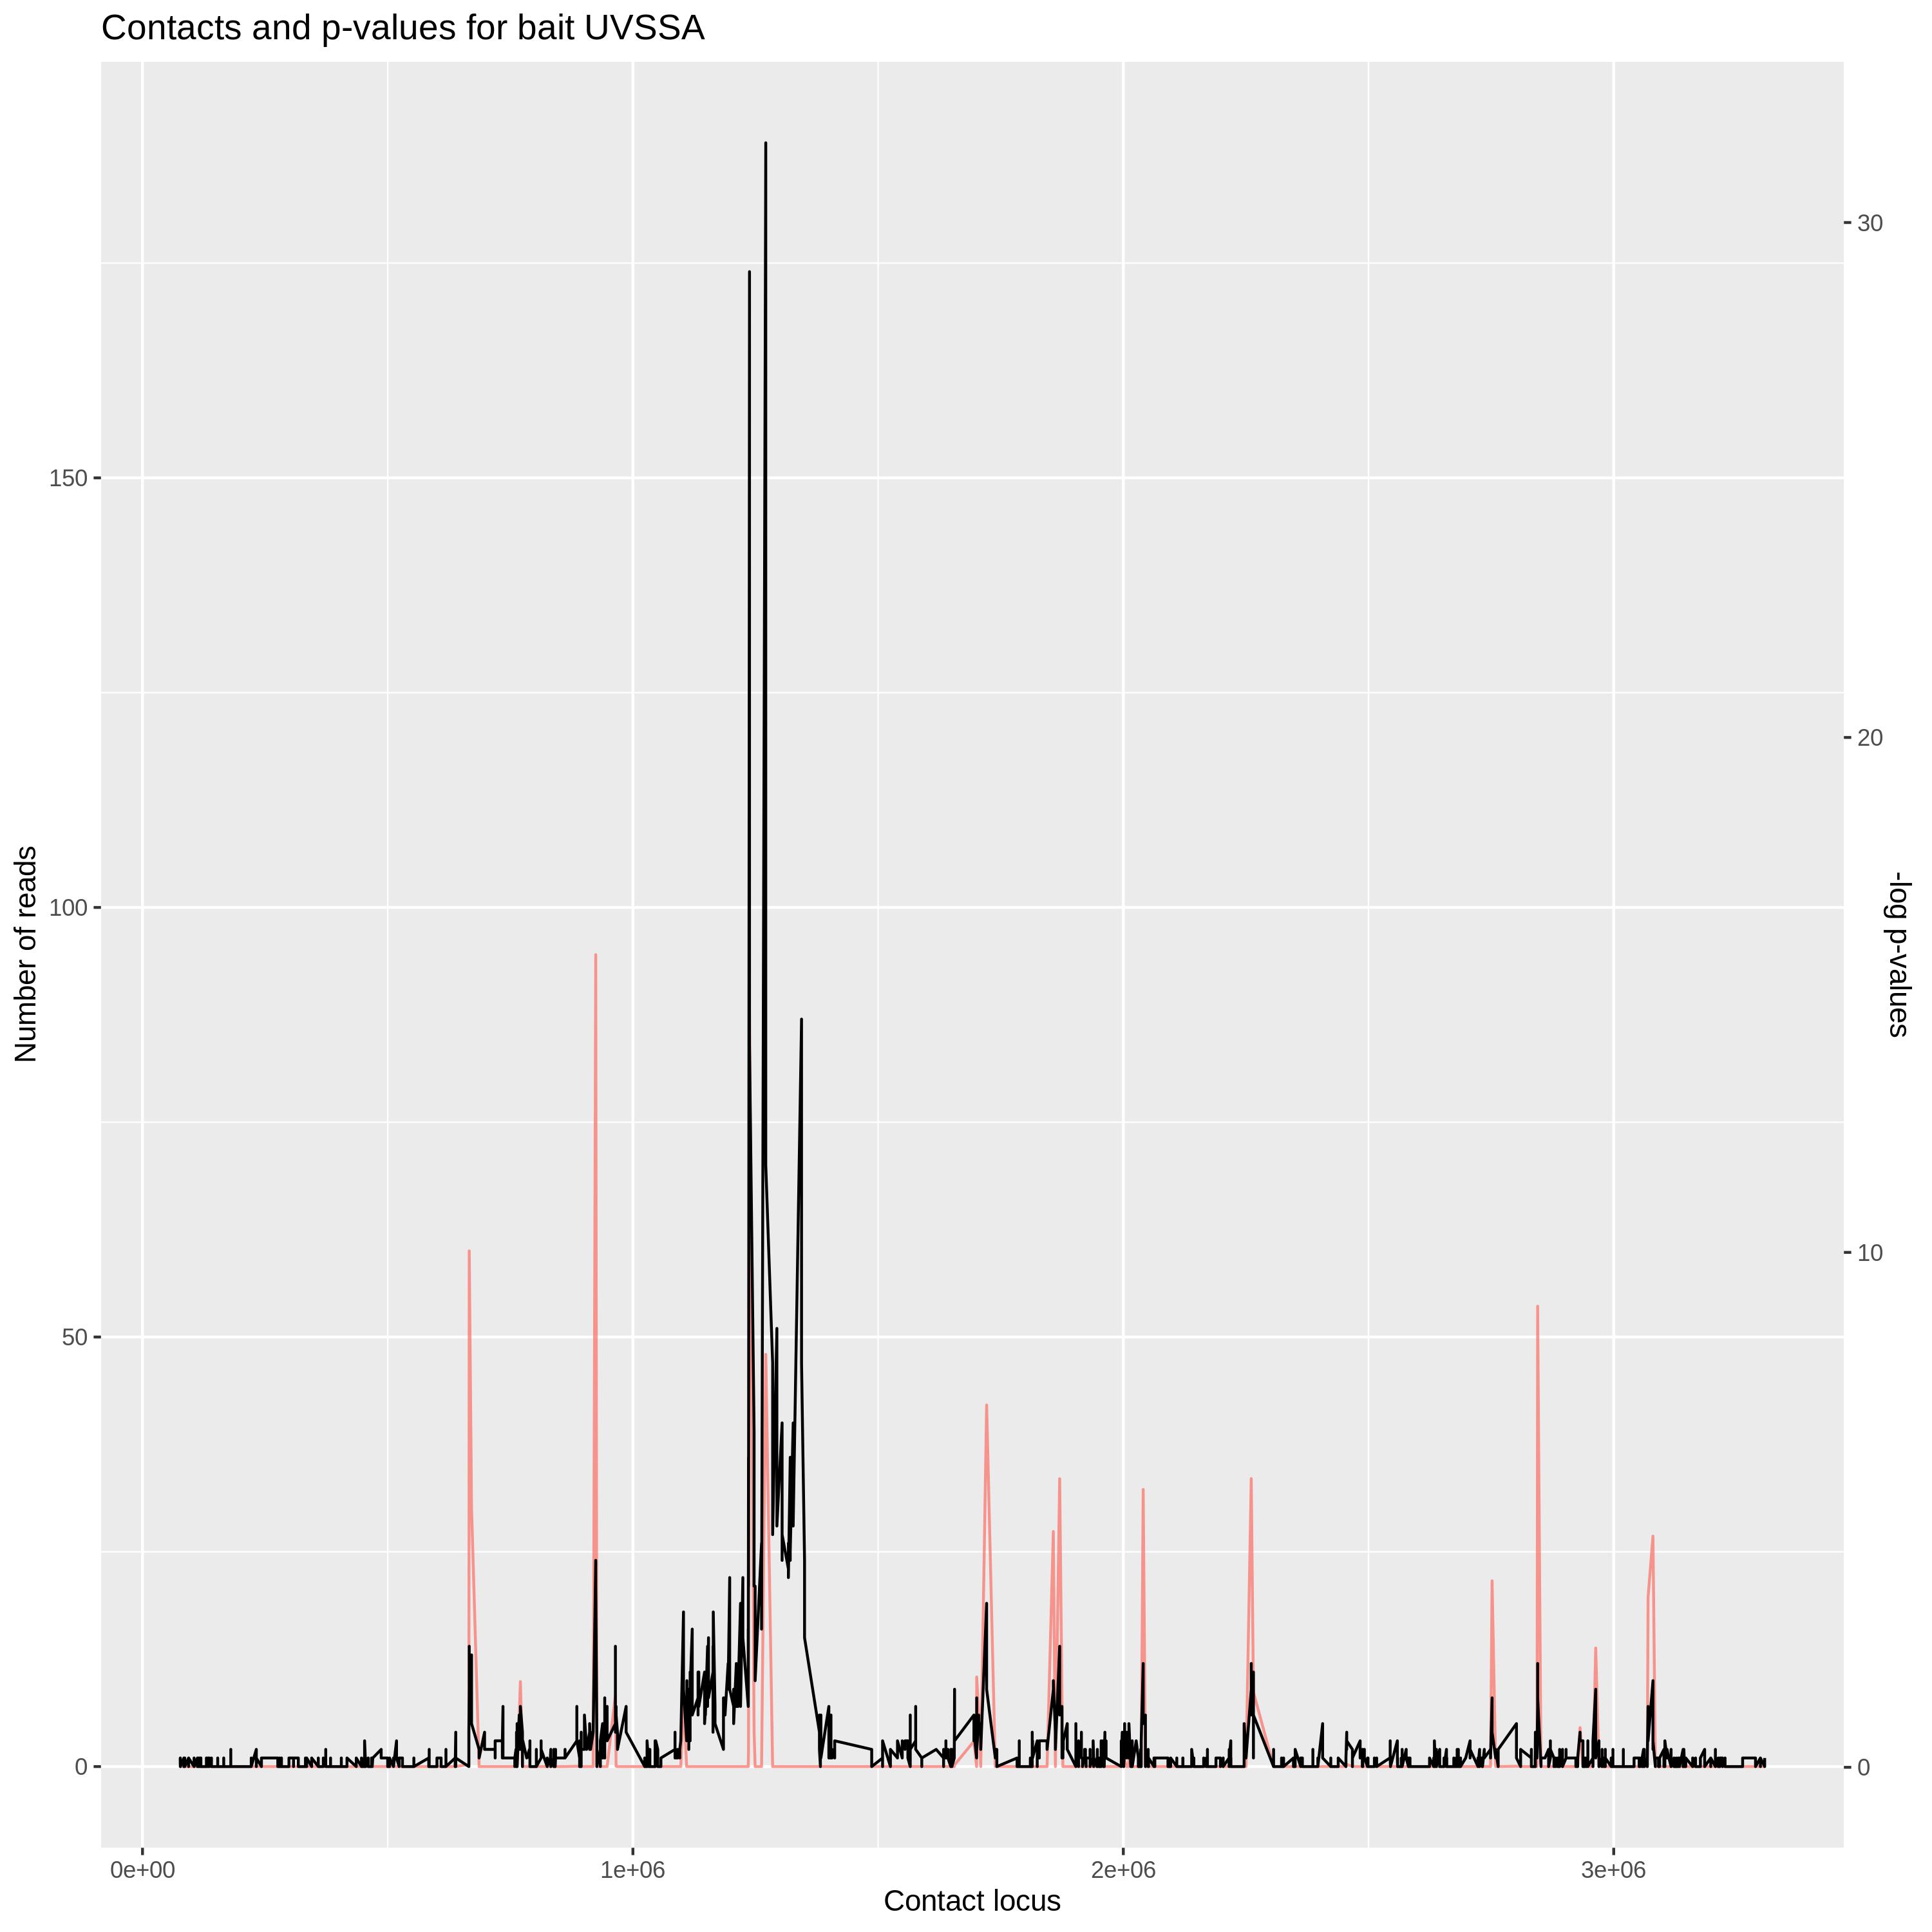 Contacts and p-values for bait UVSSA
150
100
50
0
Number of reads
30
20
10
0
-log p-values
0e+00
1e+06
2e+06
3e+06
Contact locus